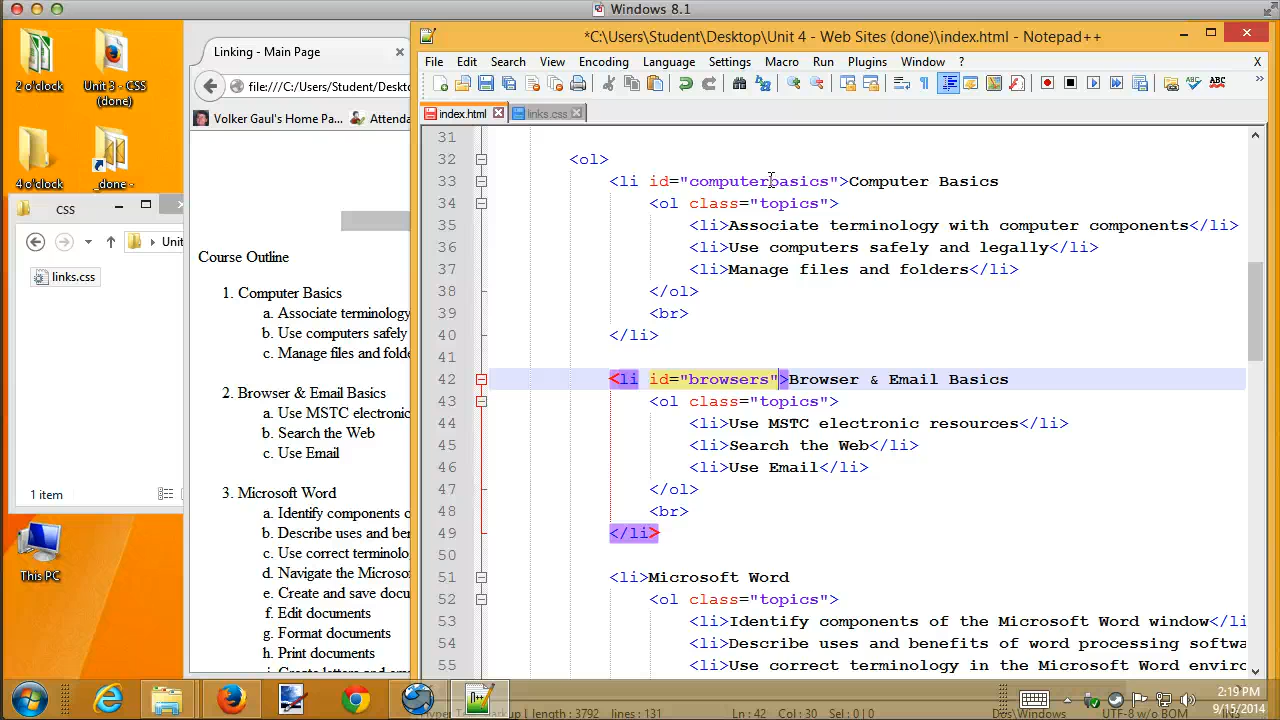 Windows 8.1
2 o'clock
Unit 3 - CSS
(done)
4 o'clock
_done -
CSS
Unit
links.css
1 item
This PC
Linking - Main Page
file:///C:/Users/Student/Deskto
Volker Gaul's Home Pa...
Attenda
Course Outline
1. Computer Basics
a. Associate terminology
b. Use computers safely
c. Manage files and folde
2. Browser & Email Basics
a. Use MSTC electronic
b. Search the Web
c. Use Email
3. Microsoft Word
a. Identify components o
b. Describe uses and ben
c. Use correct terminolo
d. Navigate the Microso
e. Create and save docu
f. Edit documents
g. Format documents
h. Print documents
*C:\Users\Student\Desktop\Unit 4 - Web Sites (done)\index.html - Notepad++
File Edit Search View Encoding Language Settings Macro Run Plugins Window ? X
index.html links.css
31
32 <ol>
33 <li id="computerbasics">Computer Basics
34 <ol class="topics">
35 <li>Associate terminology with computer components</li>
36 <li>Use computers safely and legally</li>
37 <li>Manage files and folders</li>
38 </ol>
39 <br>
40 </li>
41
42 <li id="browsers">Browser & Email Basics
43 <ol class="topics">
44 <li>Use MSTC electronic resources</li>
45 <li>Search the Web</li>
46 <li>Use Email</li>
47 </ol>
48 <br>
49 </li>
50
51 <li>Microsoft Word
52 <ol class="topics">
53 <li>Identify components of the Microsoft Word window</li
54 <li>Describe uses and benefits of word processing softwa
55 <li>Use correct terminology in the Microsoft Word enviro
length : 3792 lines : 131 Ln : 42 Col : 30 Sel : 0 | 0 Dos\Windows UTF-8 w/o BOM
2:19 PM
9/15/2014